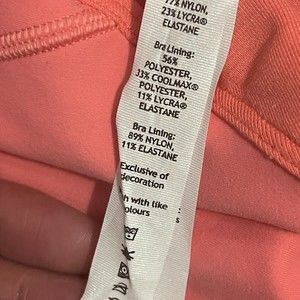 77% NYLON,
23% LYCRA®
ELASTANE
Bra Lining:
56%
POLYESTER,
33% COOLMAX®
POLYESTER,
11% LYCRA®
ELASTANE
Bra Lining:
89% NYLON,
11% ELASTANE
Exclusive of
decoration
with like
colours